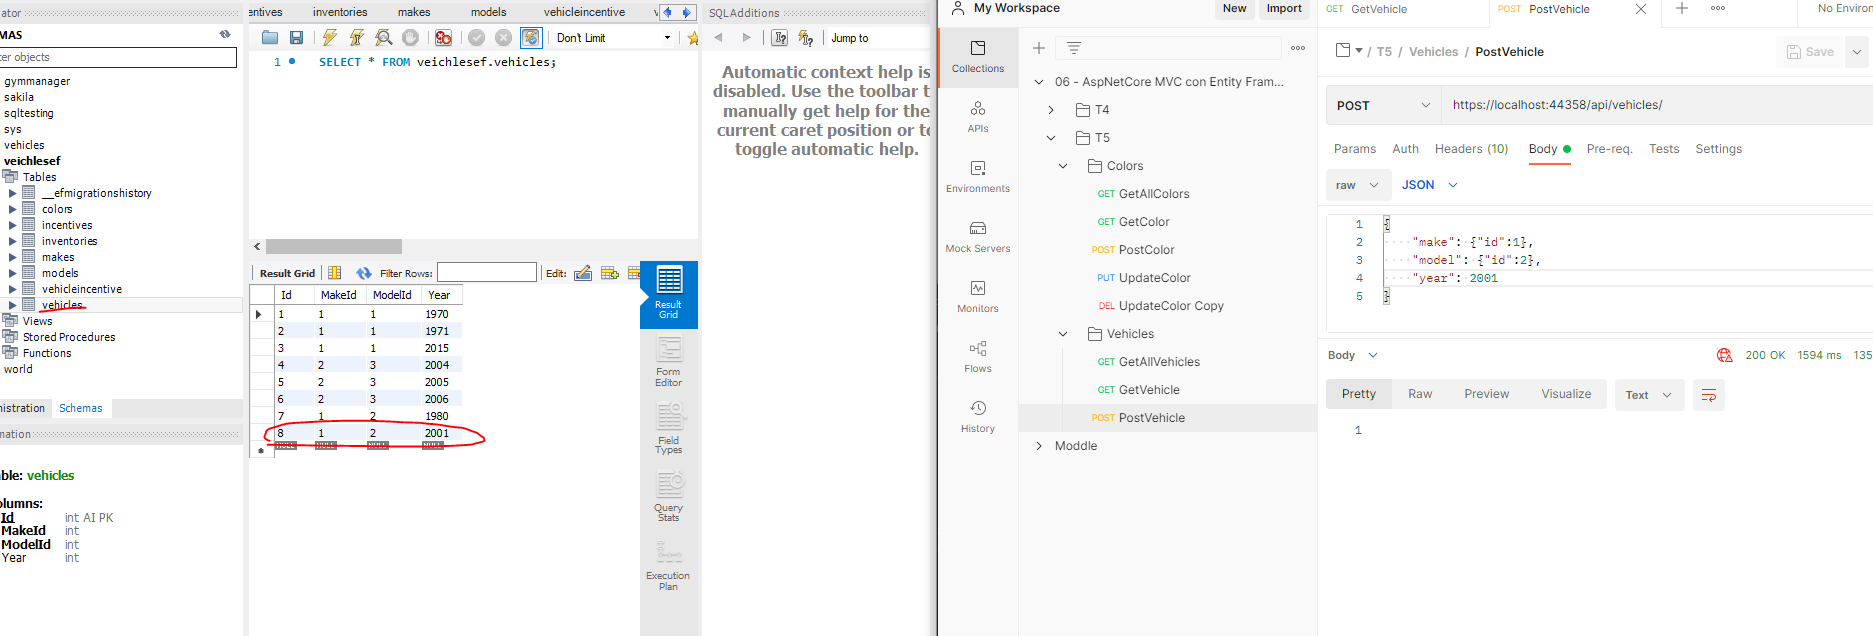 ator
MAS
ter objects
gymmanager
sakila
sqltesting
sys
vehicles
veichlesef
Tables
__efmigrationshistory
colors
incentives
inventories
makes
models
vehicleincentive
vehicles
Views
Stored Procedures
Functions
world
nistration Schemas
mation
ble: vehicles
olumns:
Id int AI PK
MakeId int
ModelId int
Year int
entives inventories makes models vehicleincentive v
Don't Limit
1 SELECT * FROM veichlesef.vehicles;
Result Grid Filter Rows: Edit:
Id MakeId ModelId Year
1 1 1 1970
2 1 1 1971
3 1 1 2015
4 2 3 2004
5 2 3 2005
6 2 3 2006
7 1 2 1980
8 1 2 2001
NULL NULL NULL NULL
Result
Grid
Form
Editor
Field
Types
Query
Stats
Execution
Plan
SQLAdditions
Jump to
Automatic context help is
disabled. Use the toolbar t
manually get help for the
current caret position or to
toggle automatic help.
My Workspace New Import
Collections
APIs
Environments
Mock Servers
Monitors
Flows
History
06 - AspNetCore MVC con Entity Fram...
T4
T5
Colors
GET GetAllColors
GET GetColor
POST PostColor
PUT UpdateColor
DEL UpdateColor Copy
Vehicles
GET GetAllVehicles
GET GetVehicle
POST PostVehicle
Moddle
GET GetVehicle POST PostVehicle No Environ
/ T5 / Vehicles / PostVehicle Save
POST https://localhost:44358/api/vehicles/
Params Auth Headers (10) Body Pre-req. Tests Settings
raw JSON
1 {
2 "make": {"id":1},
3 "model": {"id":2},
4 "year": 2001
5 }
Body 200 OK 1594 ms 135
Pretty Raw Preview Visualize Text
1